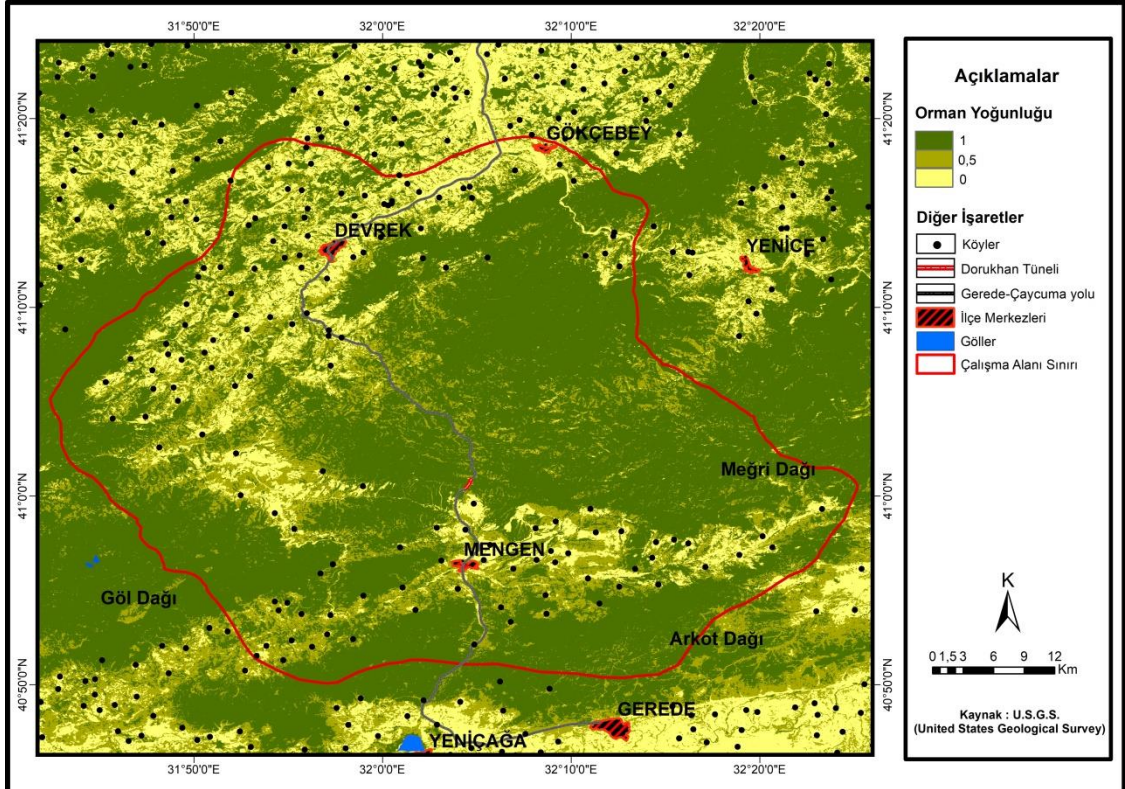 31°50'0"E
32°0'0"E
32°10'0"E
32°20'0"E
41°20'0"N
41°10'0"N
41°0'0"N
40°50'0"N
GÖKÇEBEY
DEVREK
YENİCE
Meğri Dağı
MENGEN
Göl Dağı
Arkot Dağı
GEREDE
YENİÇAĞA
41°20'0"N
41°10'0"N
41°0'0"N
40°50'0"N
31°50'0"E
32°0'0"E
32°10'0"E
32°20'0"E
Açıklamalar
Orman Yoğunluğu
1
0,5
0
Diğer İşaretler
Köyler
Dorukhan Tüneli
Gerede-Çaycuma yolu
İlçe Merkezleri
Göller
Çalışma Alanı Sınırı
K
0 1,5 3 6 9 12
Km
Kaynak : U.S.G.S.
(United States Geological Survey)